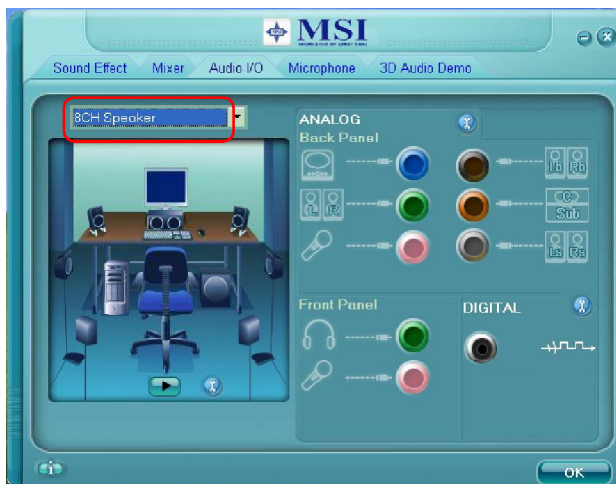 MSI
Sound Effect Mixer Audio I/O Microphone 3D Audio Demo
8CH Speaker
ANALOG
Back Panel
Lb Rb
L R
C
Sub
Ls Rs
Front Panel
DIGITAL
i
OK